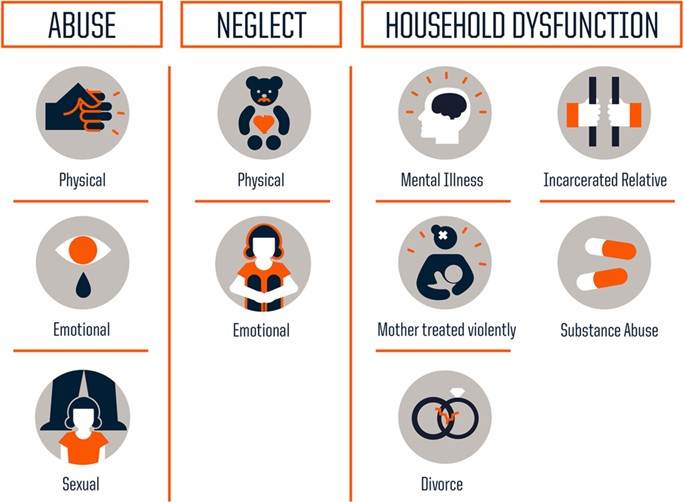 ABUSE
NEGLECT
HOUSEHOLD DYSFUNCTION
Physical
Physical
Mental Illness
Incarcerated Relative
Emotional
Emotional
Mother treated violently
Substance Abuse
Sexual
Divorce